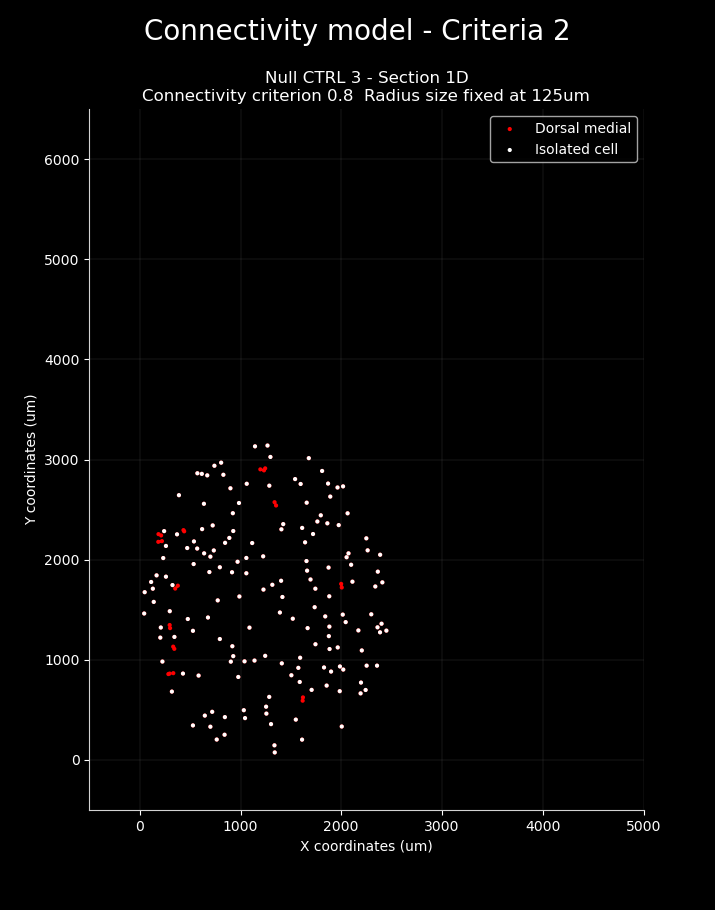 Connectivity model - Criteria 2
Null CTRL 3 - Section 1D
Connectivity criterion 0.8  Radius size fixed at 125um
Dorsal medial
Isolated cell
Y coordinates (um)
6000
5000
4000
3000
2000
1000
0
0
1000
2000
3000
4000
5000
X coordinates (um)